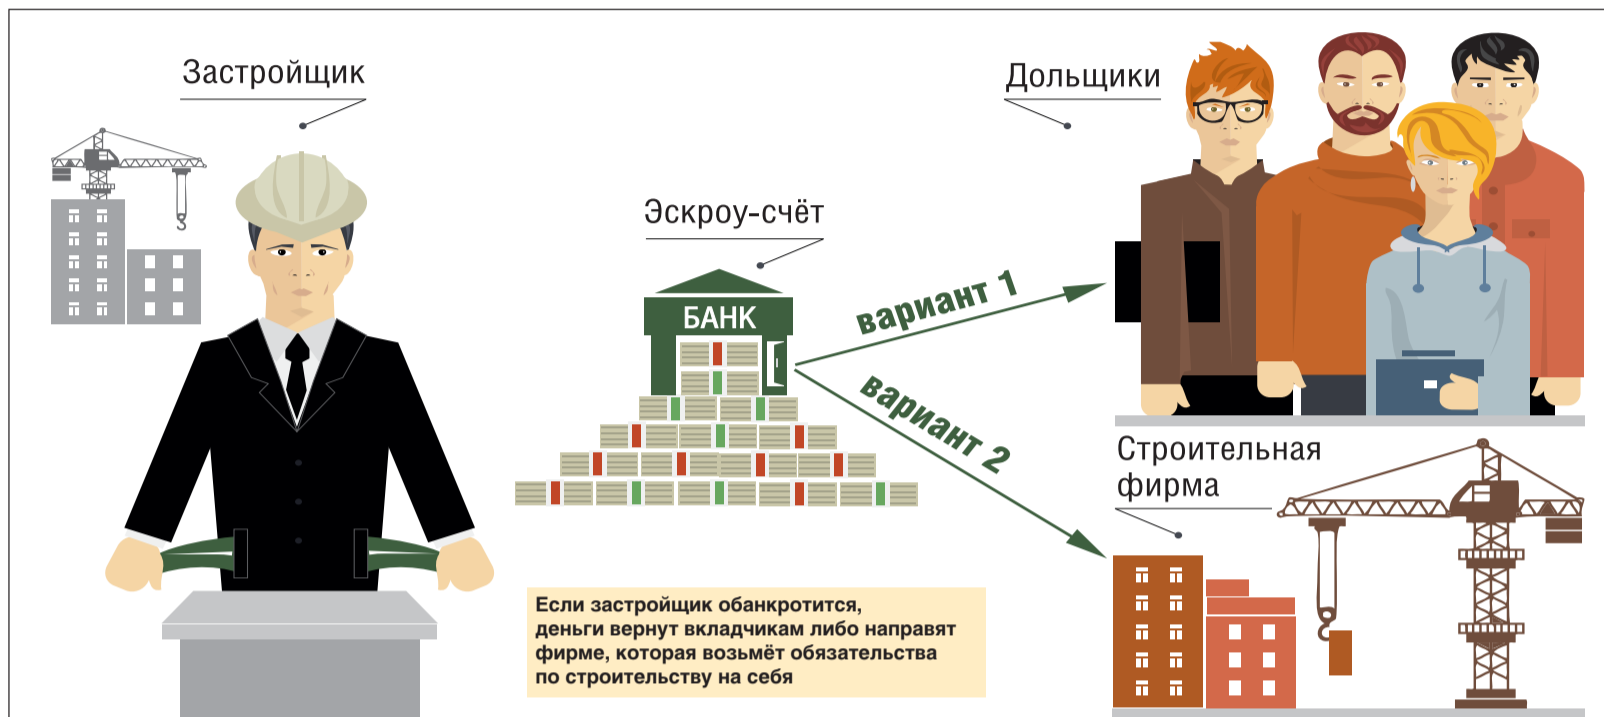 Застройщик
Дольщики
Эскроу-счёт
БАНК
вариант 1
вариант 2
Строительная
фирма
Если застройщик обанкротится,
деньги вернут вкладчикам либо направят
фирме, которая возьмёт обязательства
по строительству на себя